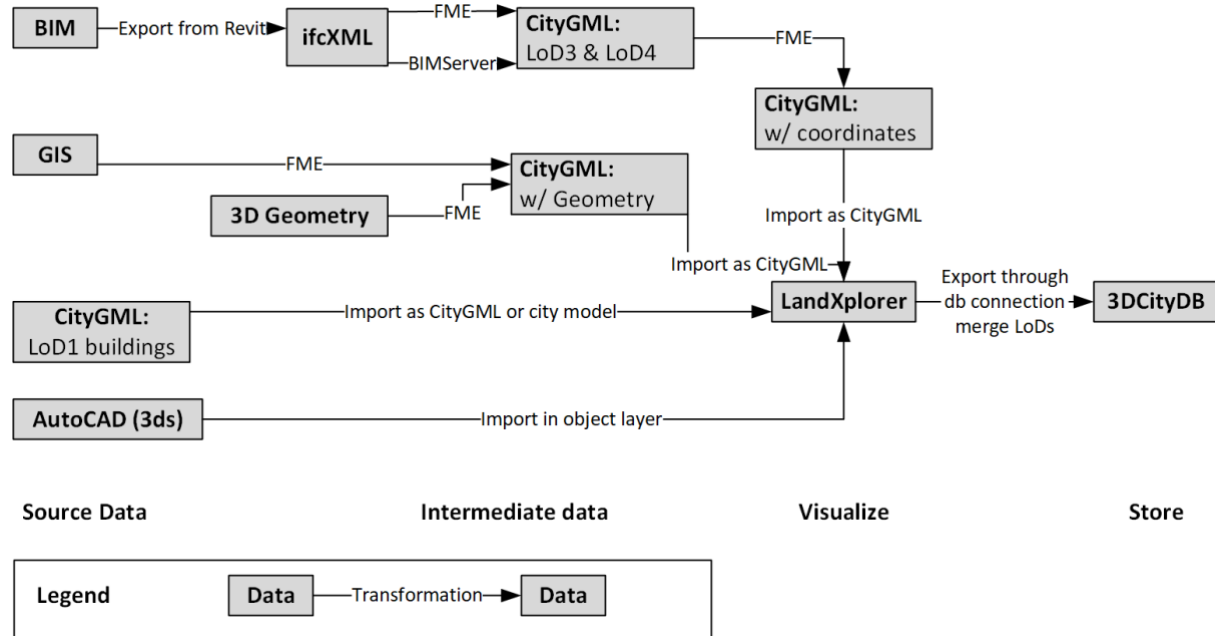 BIM
Export from Revit
ifcXML
FME
BIMServer
CityGML:
LoD3 & LoD4
FME
CityGML:
w/ coordinates
GIS
FME
CityGML:
w/ Geometry
3D Geometry
FME
Import as CityGML
Import as CityGML
CityGML:
LoD1 buildings
Import as CityGML or city model
LandXplorer
Export through
db connection
merge LoDs
3DCityDB
AutoCAD (3ds)
Import in object layer
Source Data
Intermediate data
Visualize
Store
Legend
Data
Transformation
Data